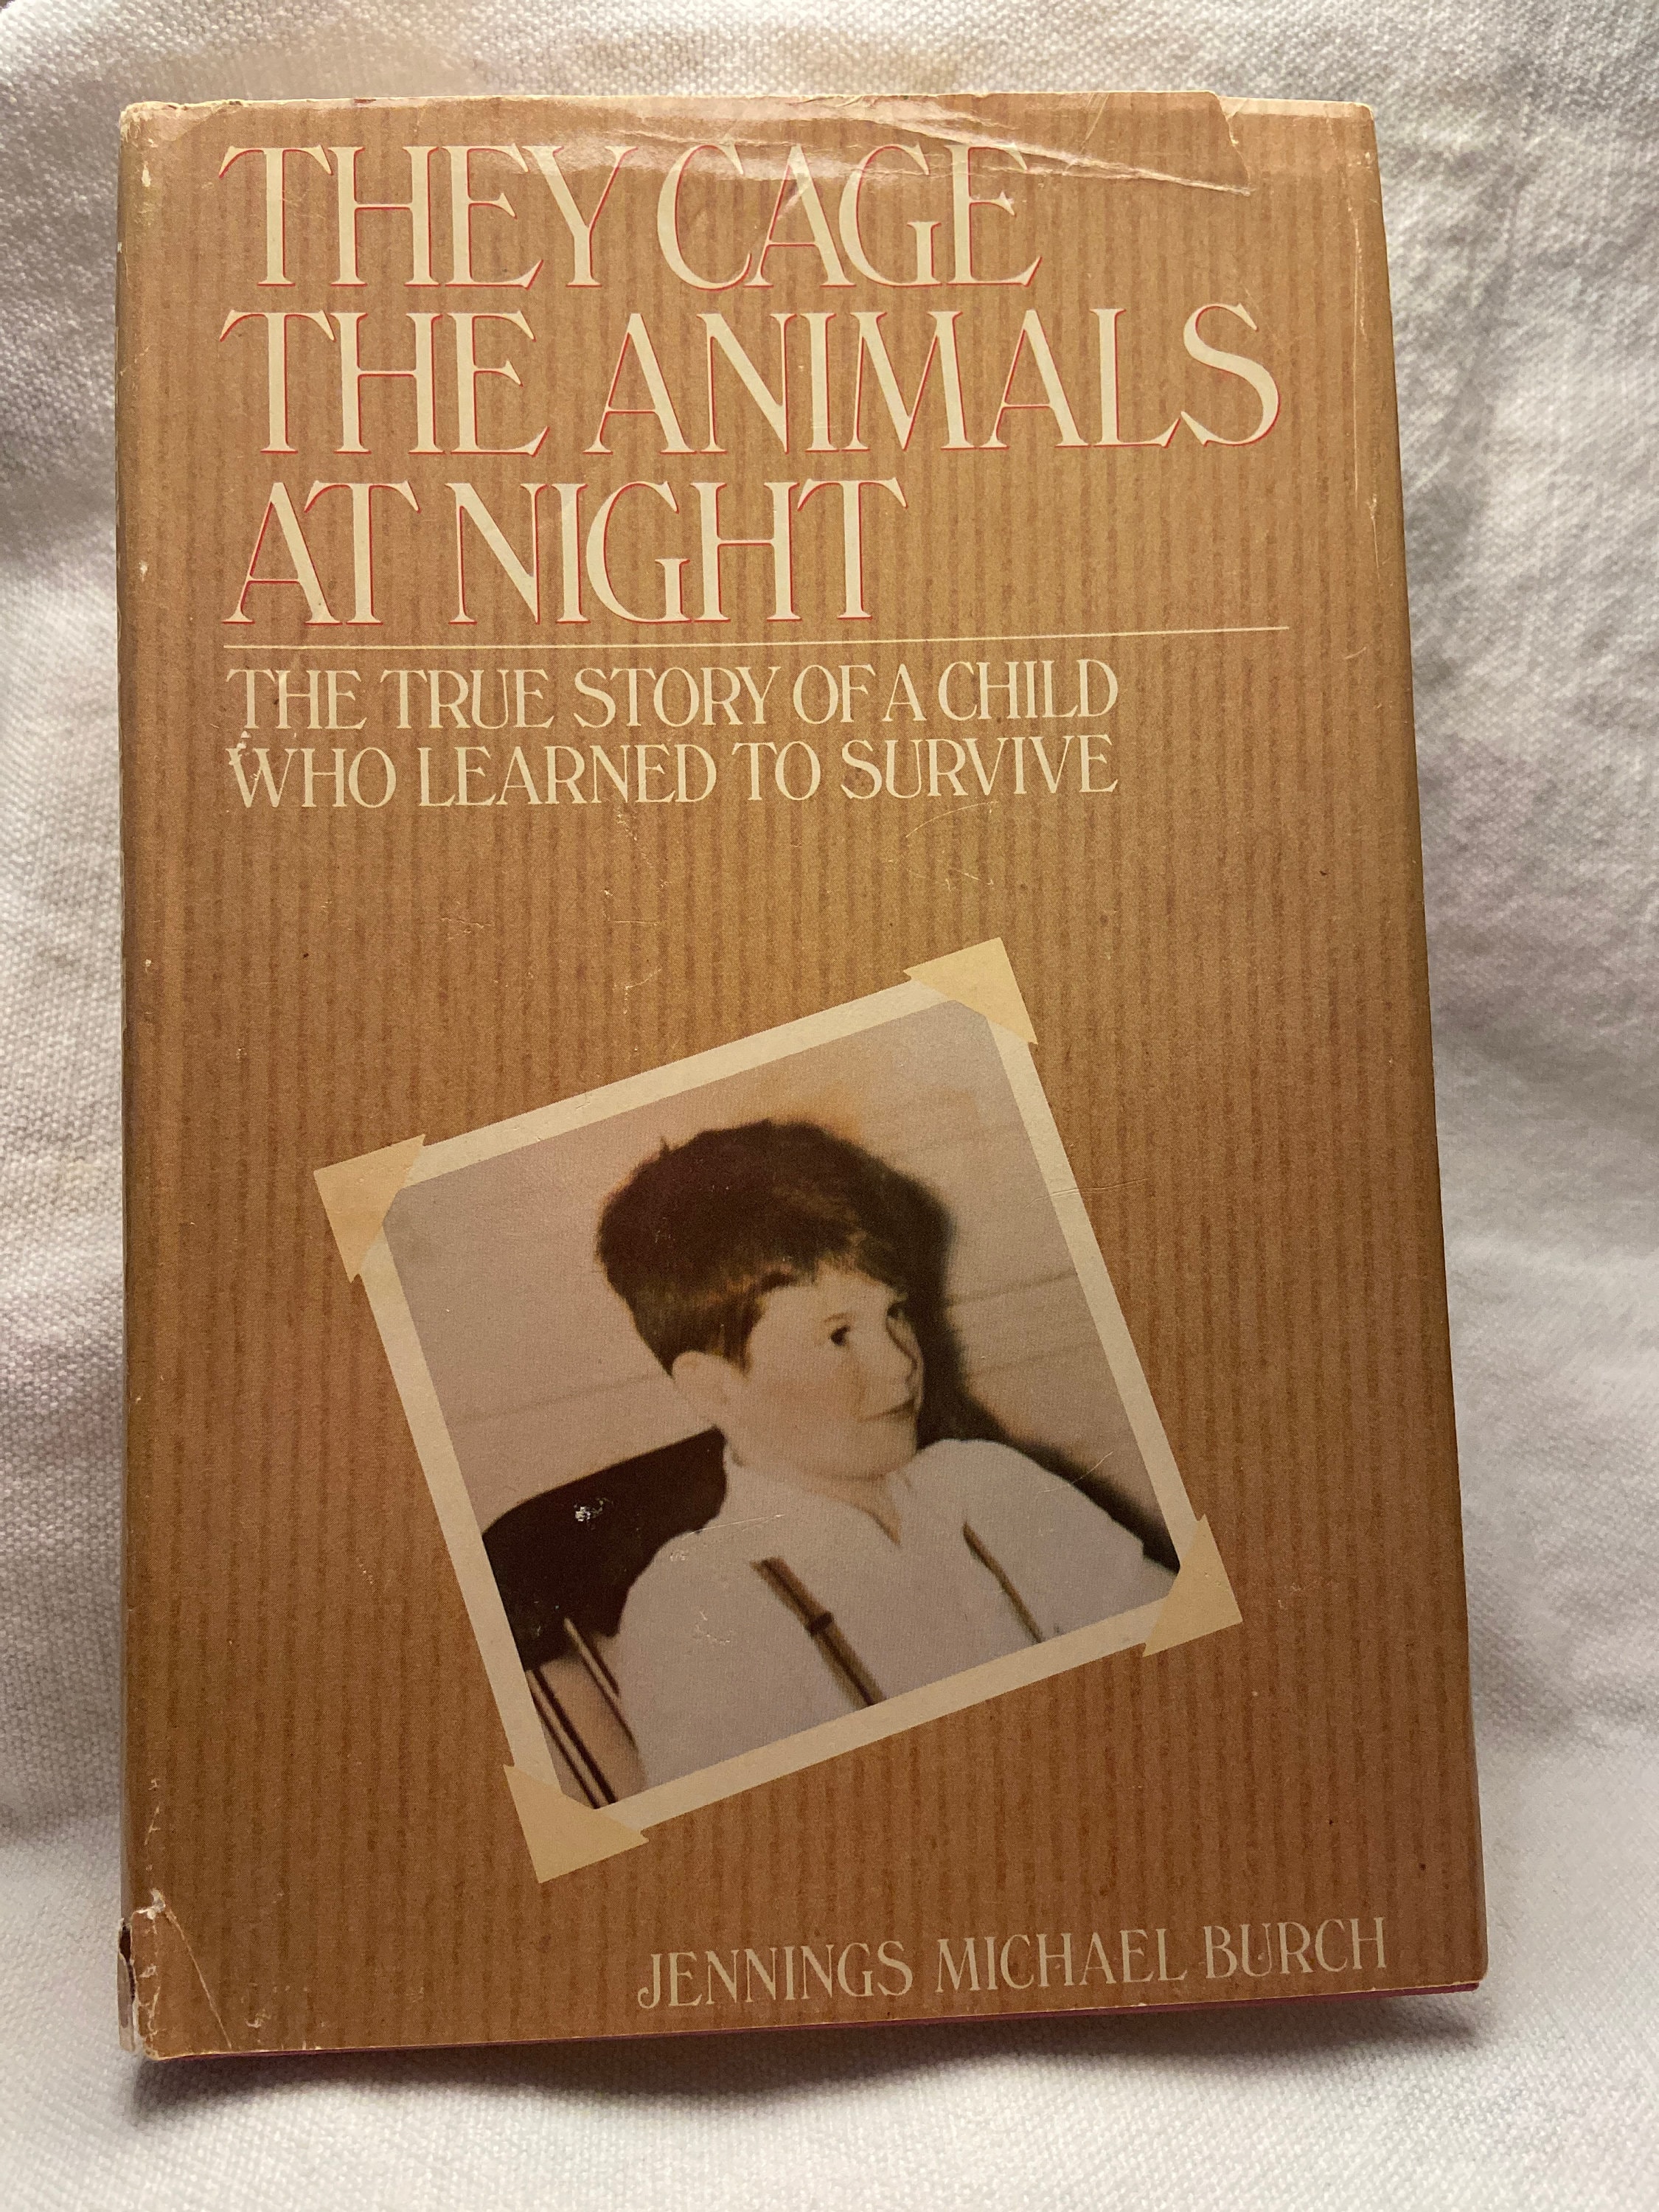 THEY CAGE
THE ANIMALS
AT NIGHT
THE TRUE STORY OF A CHILD
WHO LEARNED TO SURVIVE
JENNINGS MICHAEL BURCH